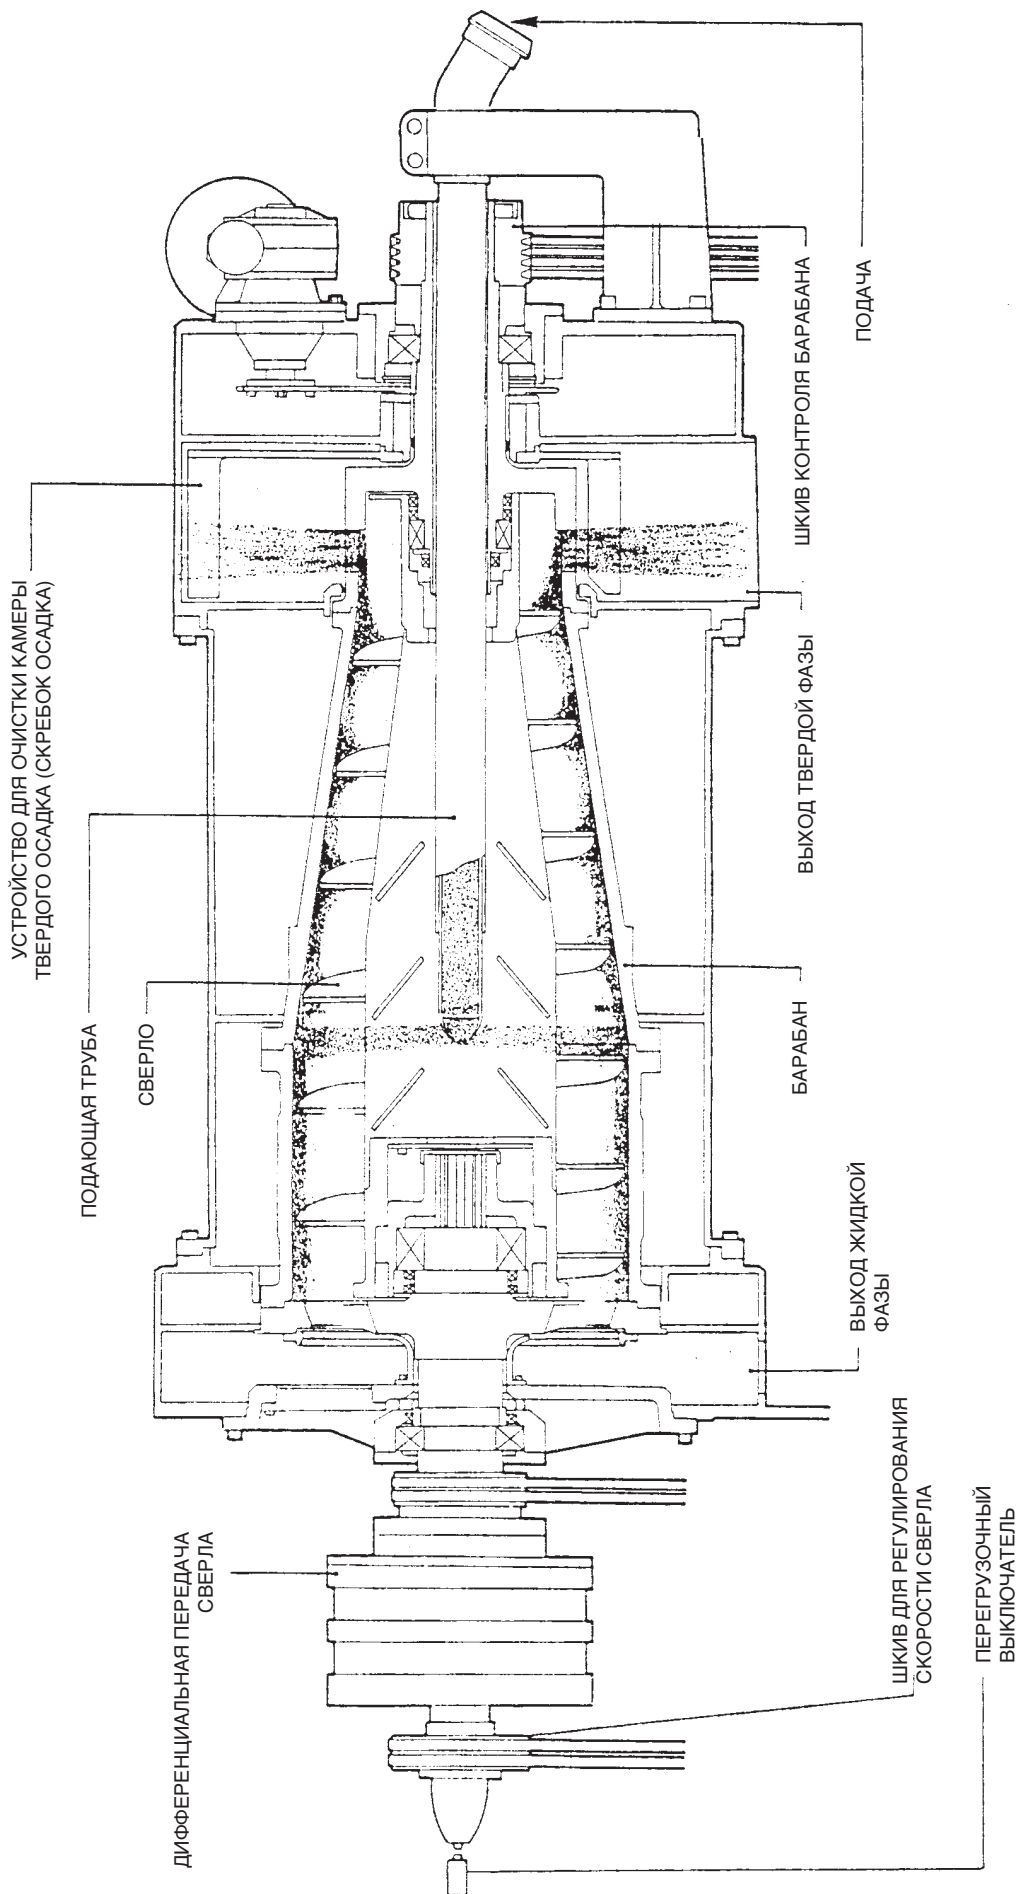 УСТРОЙСТВО ДЛЯ ОЧИСТКИ КАМЕРЫ
ТВЕРДОГО ОСАДКА (СКРЕБОК ОСАДКА)
ПОДАЮЩАЯ ТРУБА
СВЕРЛО
ДИФФЕРЕНЦИАЛЬНАЯ ПЕРЕДАЧА
СВЕРЛА
ПОДАЧА
ШКИВ КОНТРОЛЯ БАРАБАНА
ВЫХОД ТВЕРДОЙ ФАЗЫ
БАРАБАН
ВЫХОД ЖИДКОЙ
ФАЗЫ
ШКИВ ДЛЯ РЕГУЛИРОВАНИЯ
СКОРОСТИ СВЕРЛА
ПЕРЕГРУЗОЧНЫЙ
ВЫКЛЮЧАТЕЛЬ